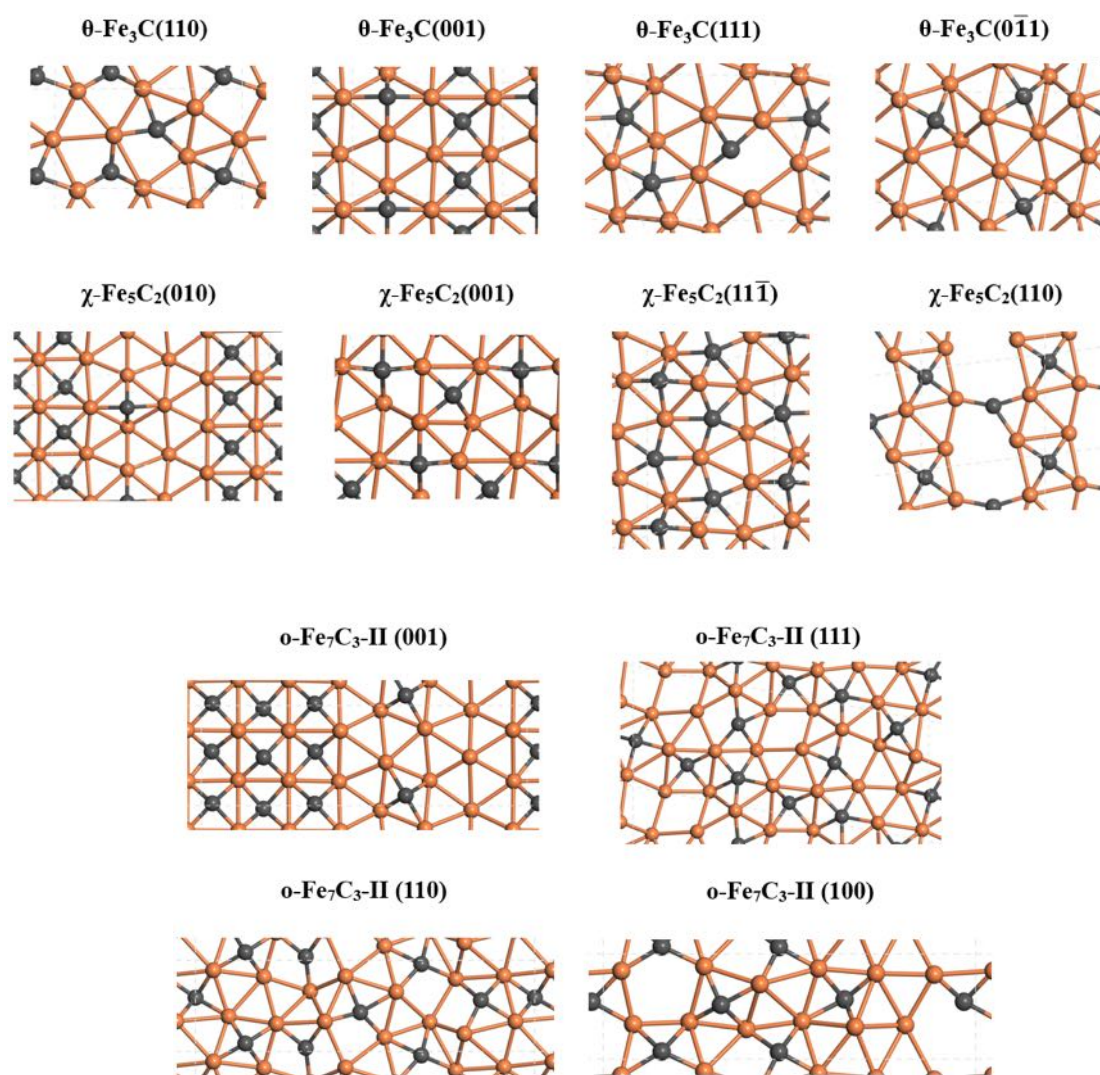 θ-Fe₃C(110) θ-Fe₃C(001) θ-Fe₃C(111) θ-Fe₃C(01̅1)
χ-Fe₅C₂(010) χ-Fe₅C₂(001) χ-Fe₅C₂(111̅) χ-Fe₅C₂(110)
o-Fe₇C₃-II (001) o-Fe₇C₃-II (111)
o-Fe₇C₃-II (110) o-Fe₇C₃-II (100)